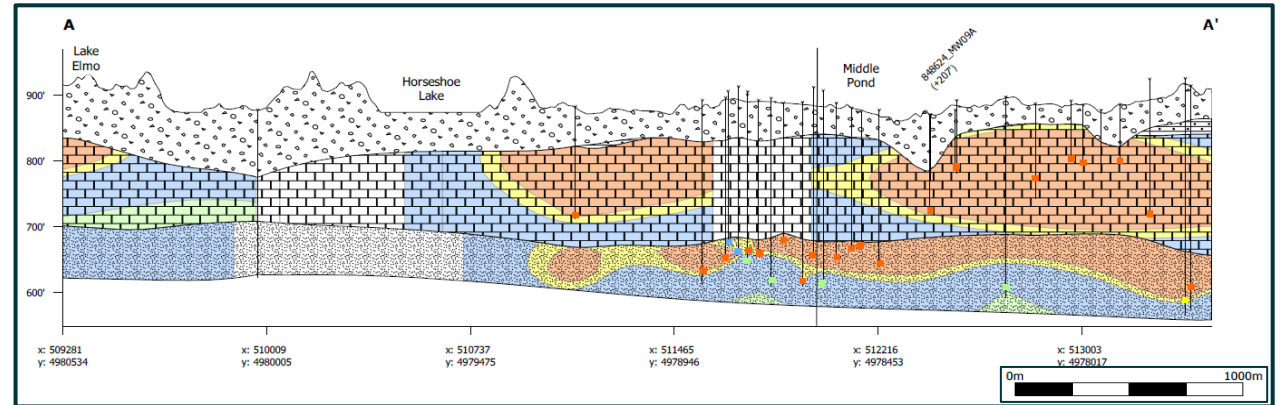 A
A'
Lake
Elmo
Horseshoe
Lake
Middle
Pond
848624_MW09A
(+207')
900'
800'
700'
600'
x: 509281
y: 4980534
x: 510009
y: 4980005
x: 510737
y: 4979475
x: 511465
y: 4978946
x: 512216
y: 4978453
x: 513003
y: 4978017
0m
1000m